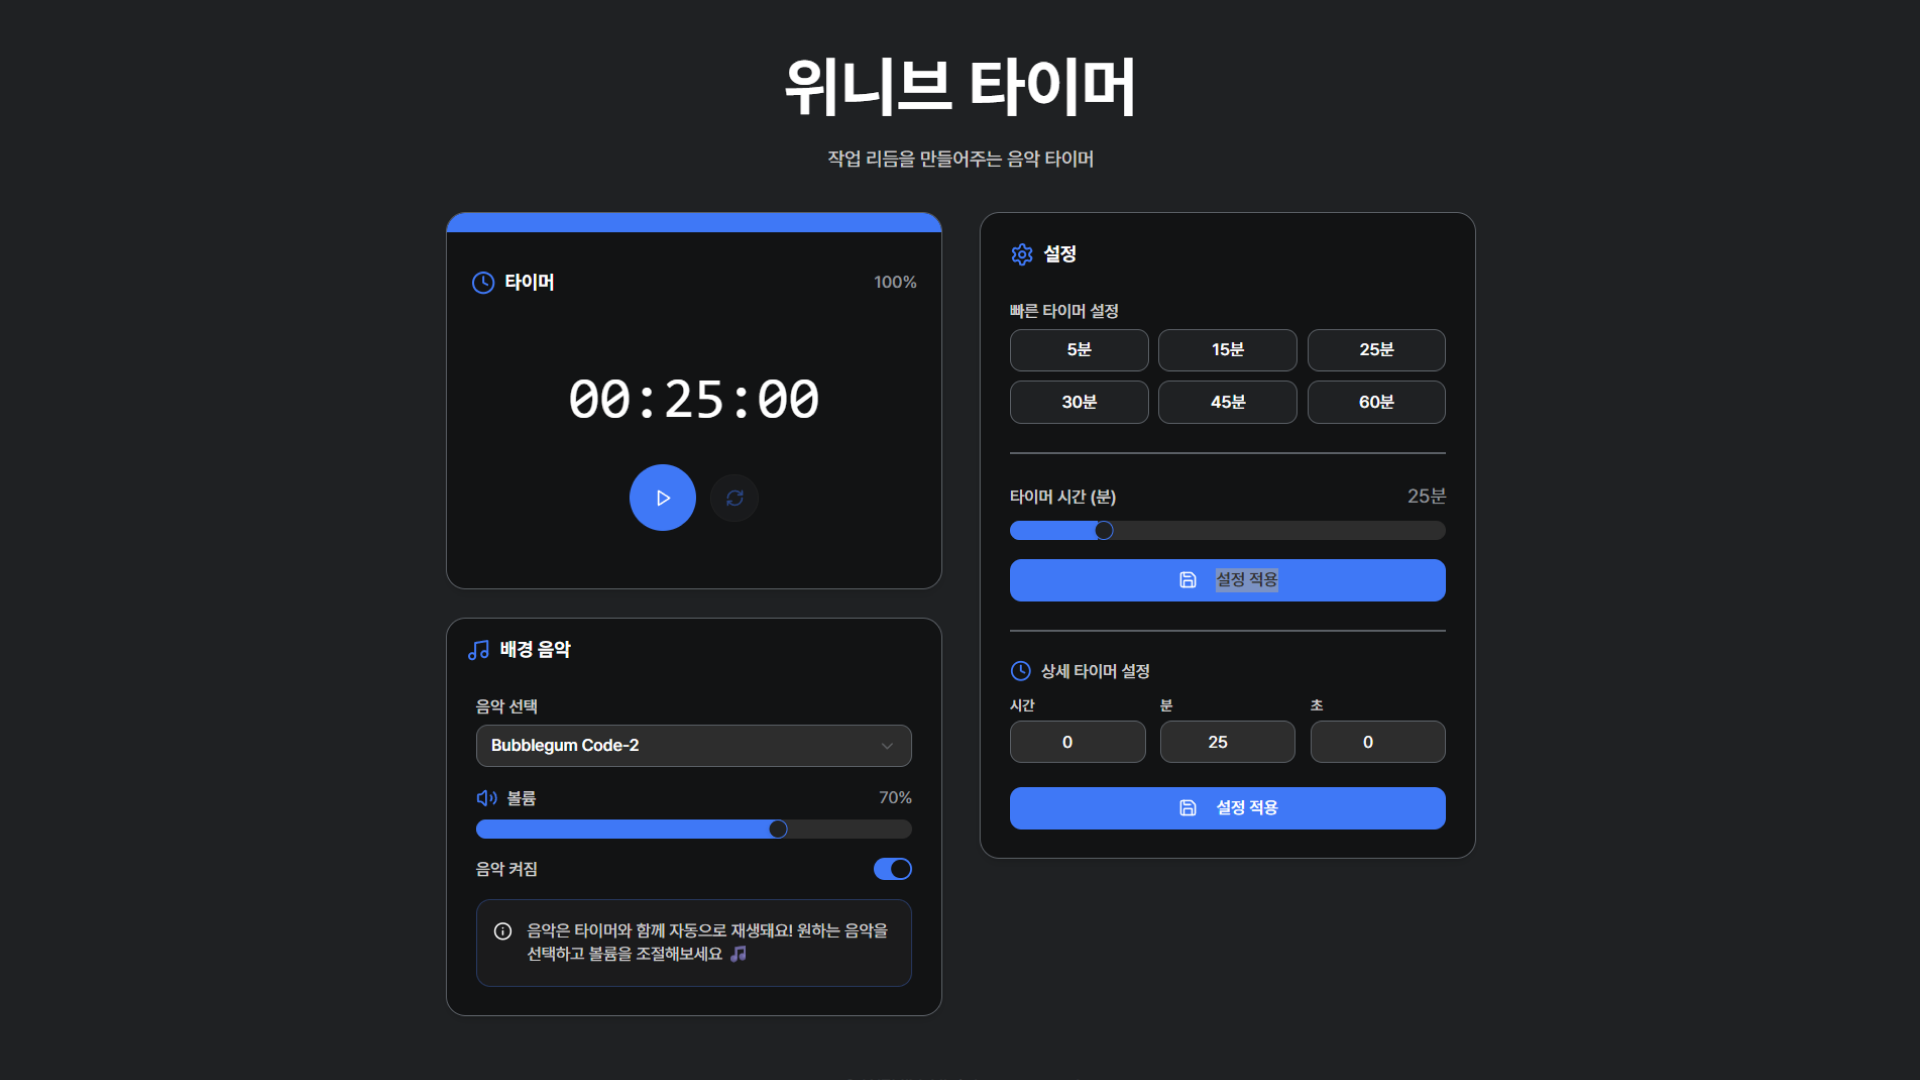 위니브 타이머
작업 리듬을 만들어주는 음악 타이머
타이머
100%
00:25:00
배경 음악
음악 선택
Bubblegum Code-2
볼륨
70%
음악 켜짐
음악은 타이머와 함께 자동으로 재생돼요! 원하는 음악을
선택하고 볼륨을 조절해보세요 🎵
설정
빠른 타이머 설정
5분
15분
25분
30분
45분
60분
타이머 시간 (분)
25분
설정 적용
상세 타이머 설정
시간
분
초
0
25
0
설정 적용